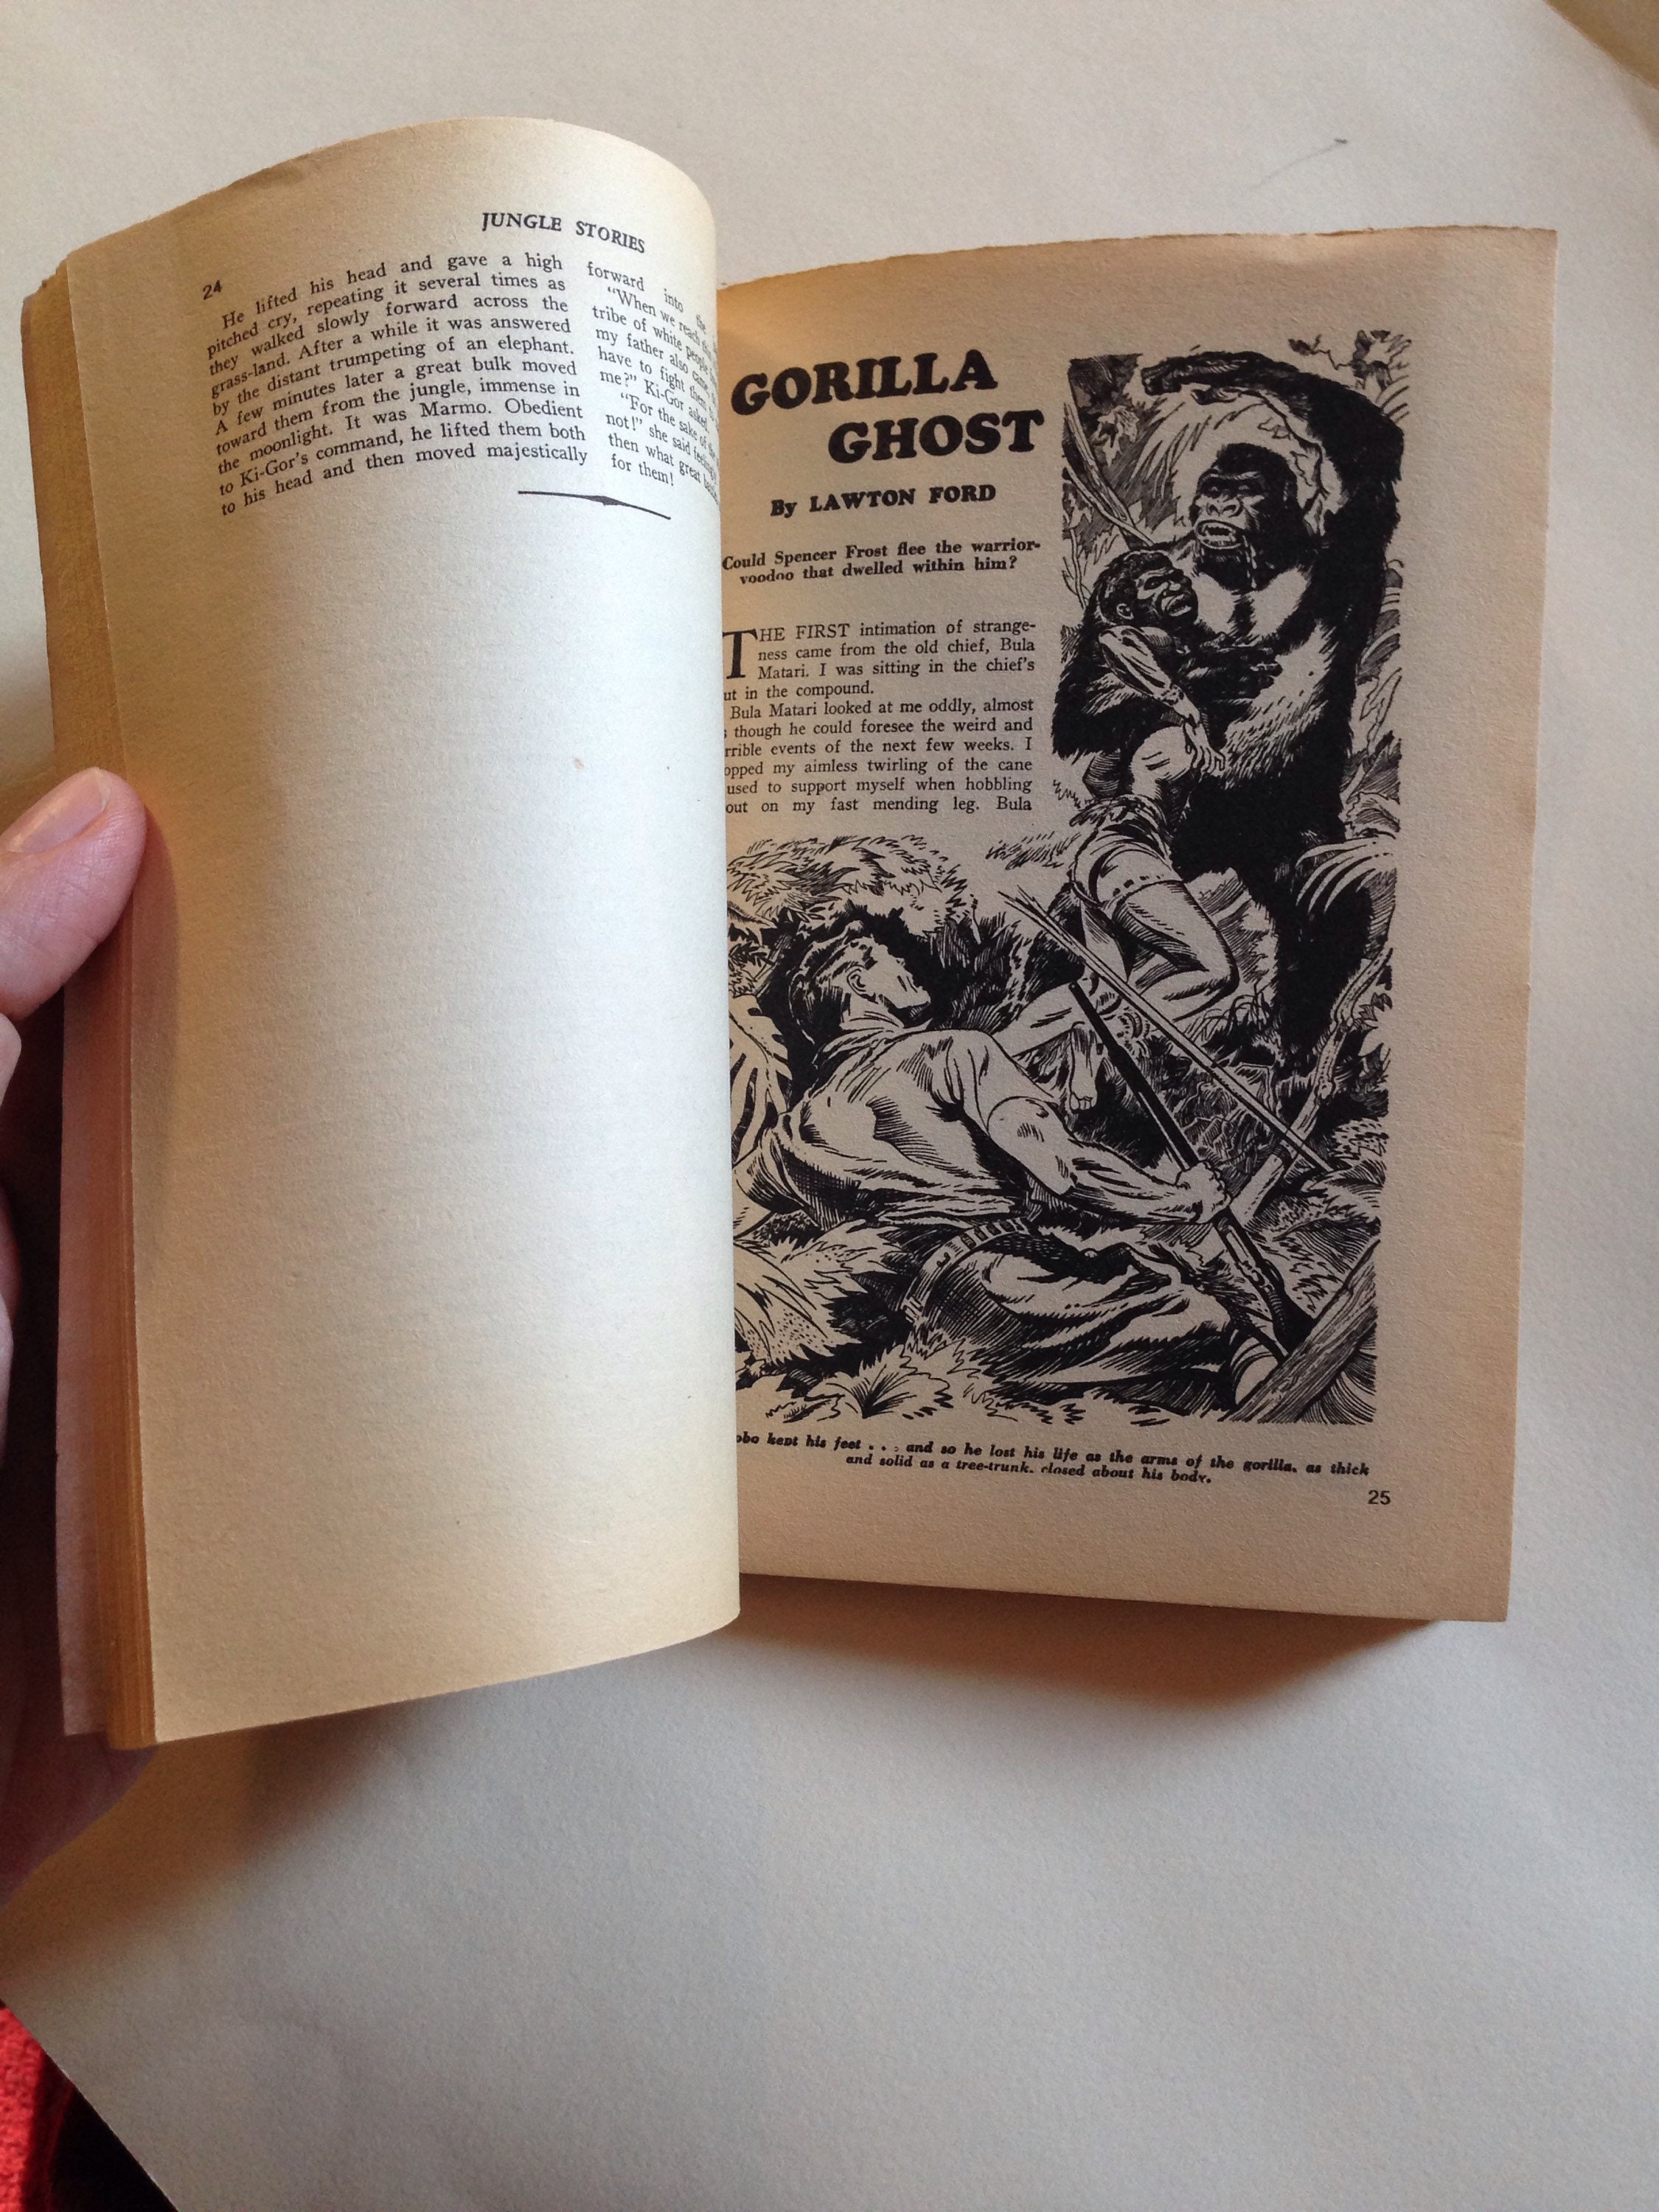 JUNGLE STORIES
24
He lifted his head and gave a high
pitched cry, repeating it several times as
they walked slowly forward across the
grass-land. After a while it was answered
by the distant trumpeting of an elephant.
A few minutes later a great bulk moved
toward them from the jungle, immense in
the moonlight. It was Marmo. Obedient
to Ki-Gor's command, he lifted them both
to his head and then moved majestically
forward into the
"When we reach
tribe of white people
my father also came
have to fight them
me?" Ki-Gor asked.
"For the sake of
not!" she said
then what great
for them!
GORILLA
GHOST
By LAWTON FORD
Could Spencer Frost flee the warrior-
voodoo that dwelled within him?
THE FIRST intimation of strange-
ness came from the old chief, Bula
Matari. I was sitting in the chief's
ut in the compound.
Bula Matari looked at me oddly, almost
s though he could foresee the weird and
rrible events of the next few weeks. I
opped my aimless twirling of the cane
used to support myself when hobbling
out on my fast mending leg. Bula
obo kept his feet . . . and so he lost his life as the arms of the gorilla, as thick
and solid as a tree-trunk, closed about his body.
25